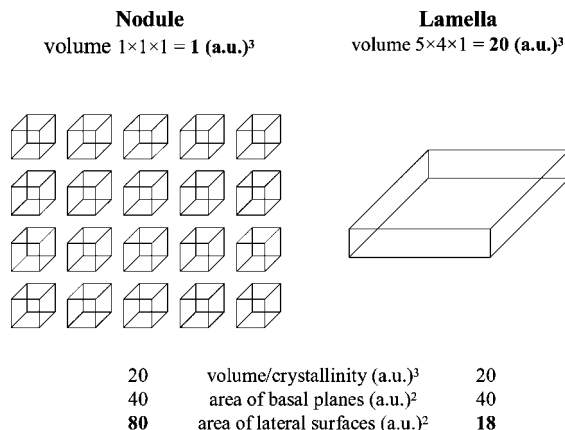 Nodule
volume 1×1×1 = 1 (a.u.)³
Lamella
volume 5×4×1 = 20 (a.u.)³
20 volume/crystallinity (a.u.)³ 20
40 area of basal planes (a.u.)² 40
80 area of lateral surfaces (a.u.)² 18